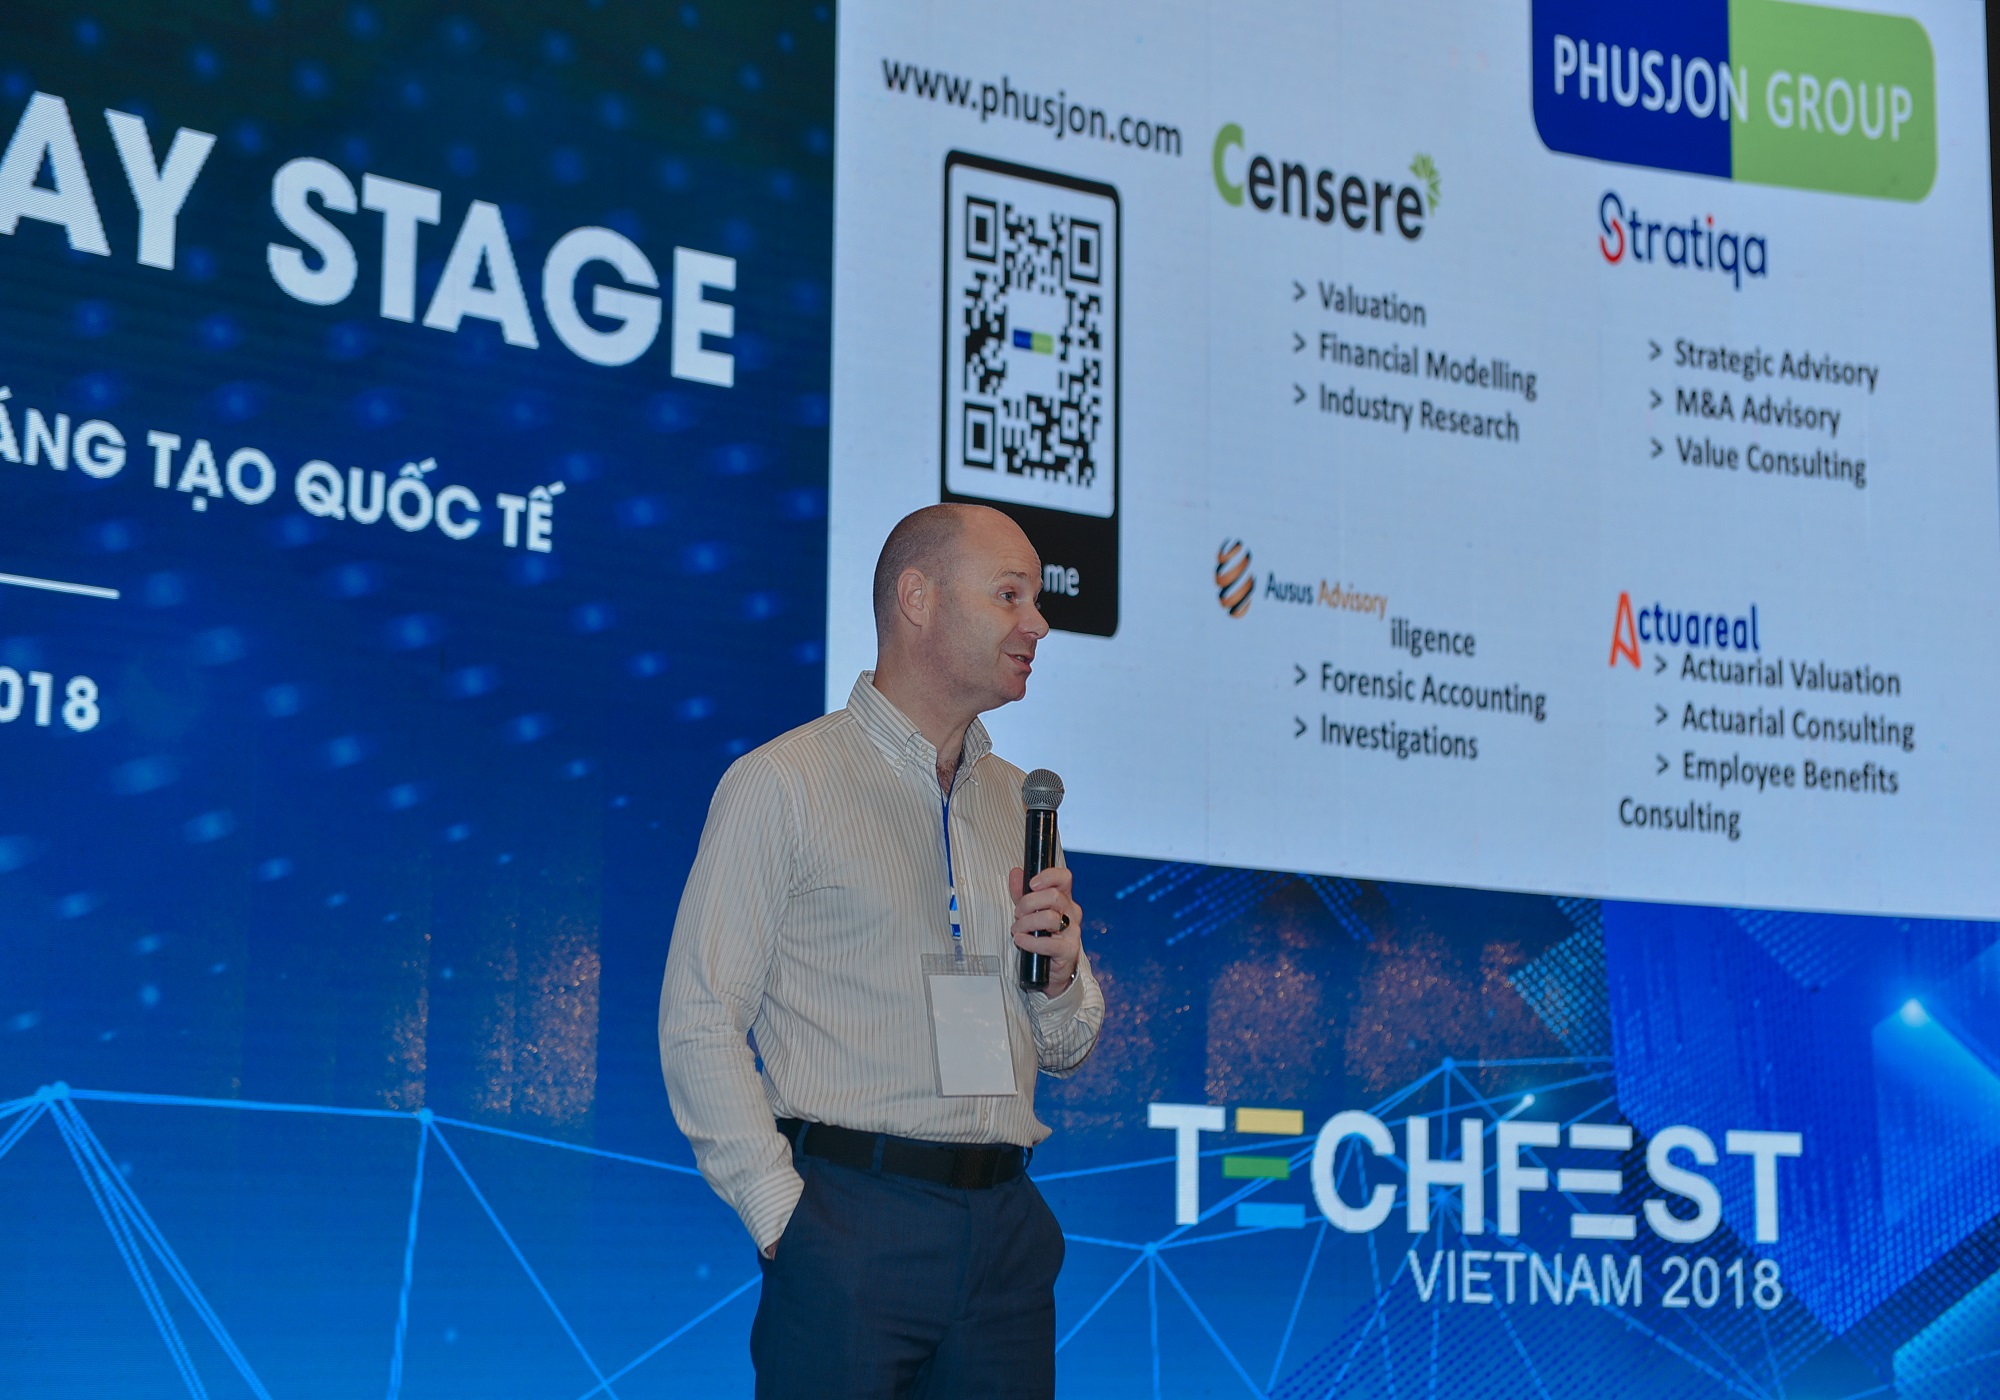 AY STAGE
ÁNG TẠO QUỐC TẾ
018
www.phusjon.com
me
PHUSJON GROUP
Censere
> Valuation
> Financial Modelling
> Industry Research
Stratiqa
> Strategic Advisory
> M&A Advisory
> Value Consulting
Ausus Advisory
iligence
> Forensic Accounting
> Investigations
Actuareal
> Actuarial Valuation
> Actuarial Consulting
> Employee Benefits
Consulting
TECHFEST
VIETNAM 2018